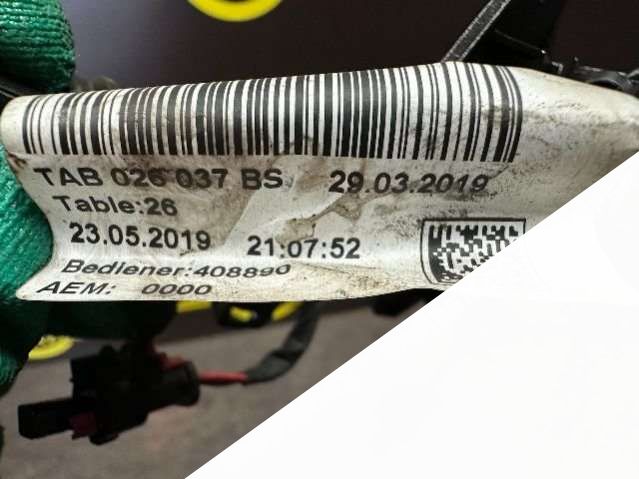 TAB 026 037 BS 29.03.2019
Table:26
23.05.2019 21:07:52
Bediener:408890
AEM: 0000